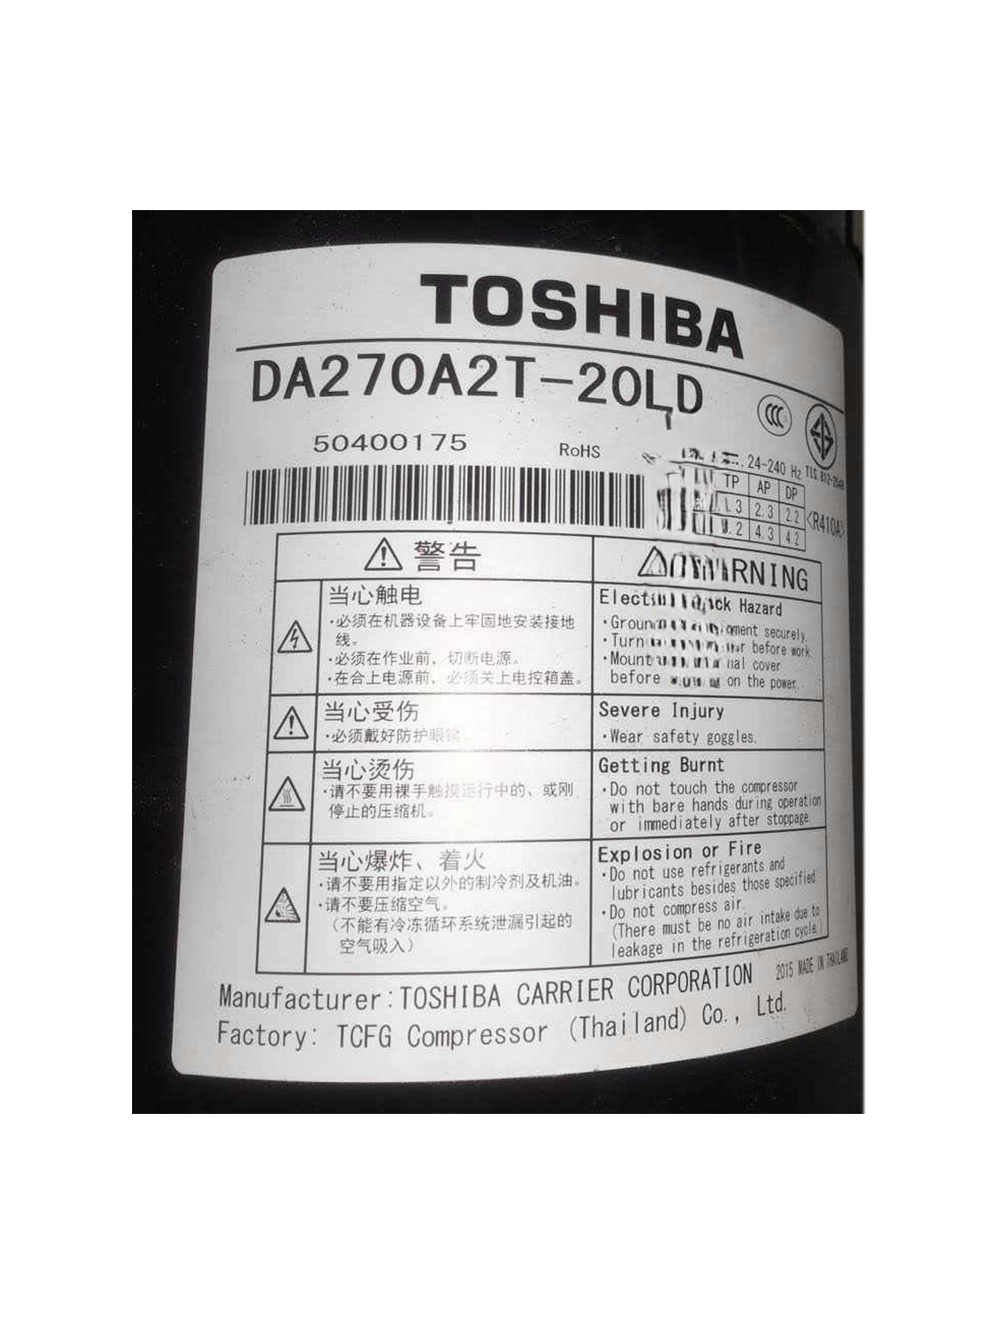 TOSHIBA
DA270A2T-20LD
50400175
RoHS
24-240 Hz
TIS.812-2548
TP AP DP
2.3 2.2
4.3 4.2
<R410A>
警告
当心触电
·必须在机器设备上牢固地安装接地
线。
·必须在作业前，切断电源。
·在合上电源前、必须关上电控箱盖。
当心受伤
·必须戴好防护眼镜。
当心烫伤
·请不要用裸手触摸运行中的、或刚
停止的压缩机。
当心爆炸、着火
·请不要用指定以外的制冷剂及机油。
·请不要压缩空气。
(不能有冷冻循环系统泄漏引起的
空气吸入)
WARNING
Hazard
securely.
·Turn before work.
·Mount cover
before on the power.
Severe Injury
·Wear safety goggles.
Getting Burnt
·Do not touch the compressor
with bare hands during operation
or immediately after stoppage.
Explosion or Fire
·Do not use refrigerants and
lubricants besides those specified.
·Do not compress air.
(There must be no air intake due to
leakage in the refrigeration cycle.
2015 MADE IN THAILAND
Manufacturer:TOSHIBA CARRIER CORPORATION
Factory: TCFG Compressor (Thailand) Co., Ltd.